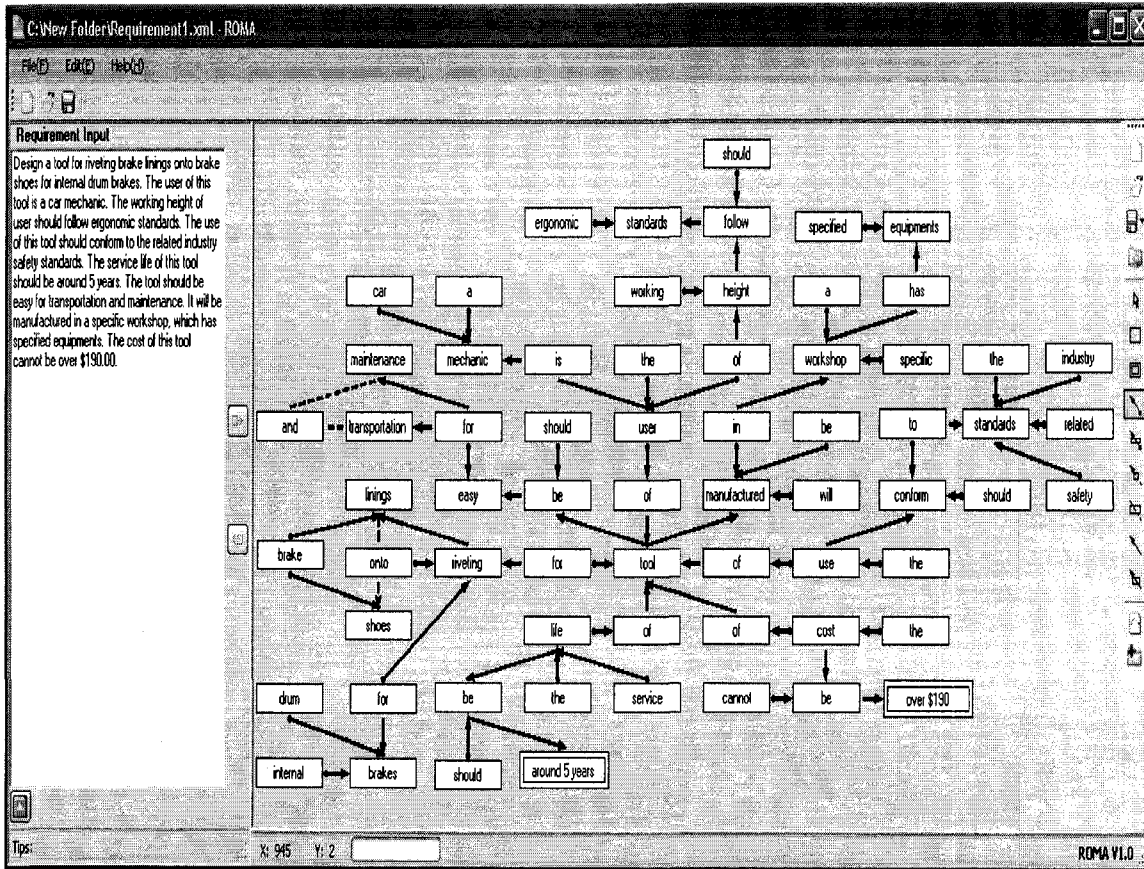 C:\New Folder\Requirement1.xml - ROMA
File(F) Edit(E) Help(H)
Requirement Input
Design a tool for riveting brake linings onto brake
shoes for internal drum brakes. The user of this
tool is a car mechanic. The working height of
user should follow ergonomic standards. The use
of this tool should conform to the related industry
safety standards. The service life of this tool
should be around 5 years. The tool should be
easy for transportation and maintenance. It will be
manufactured in a specific workshop, which has
specified equipments. The cost of this tool
cannot be over $190.00.
should
ergonomic standards follow specified equipments
car a working height a has
maintenance mechanic is the of workshop specific the industry
and transportation for should user in be to standards related
linings easy be of manufactured will conform should safety
brake onto riveting for tool of use the
shoes life of of cost the
drum for be the service cannot be over $190
internal brakes should around 5 years
Tips: X: 945 Y: 2 ROMA V1.0